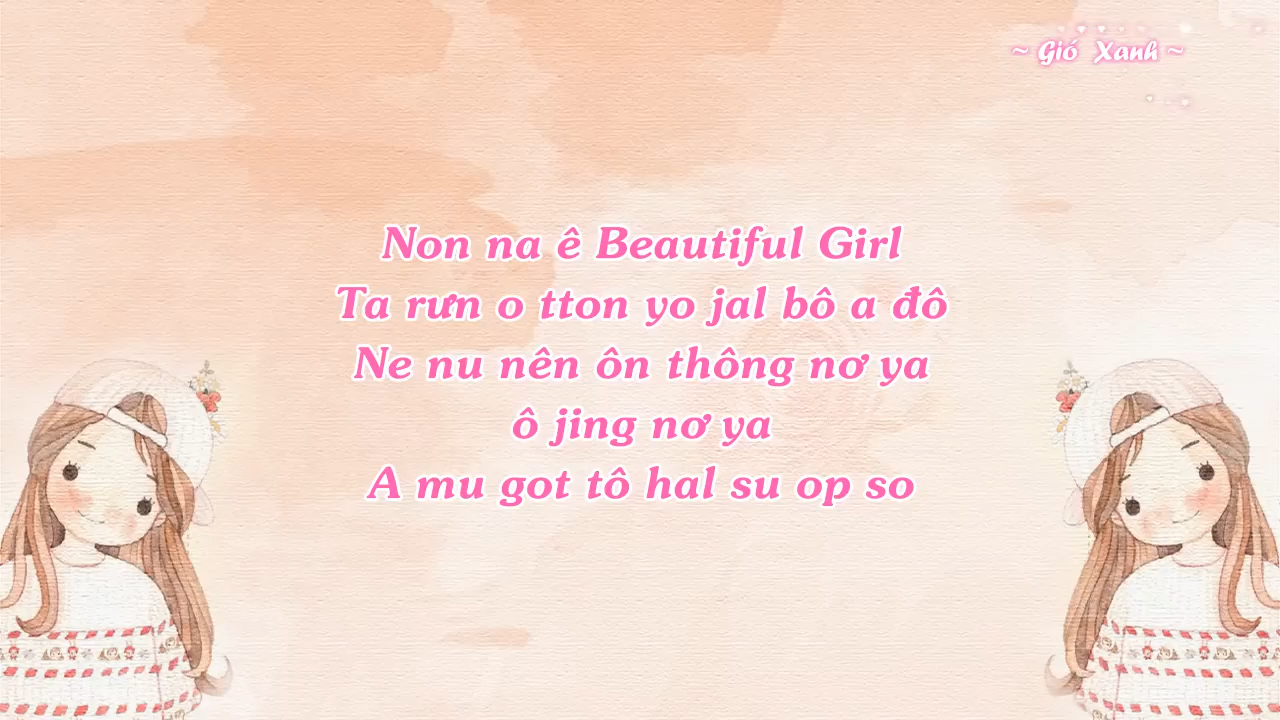 ~ Gió Xanh ~
Non na ê Beautiful Girl
Ta rưn o tton yo jal bô a đô
Ne nu nên ôn thông nơ ya
ô jing nơ ya
A mu got tô hal su op so